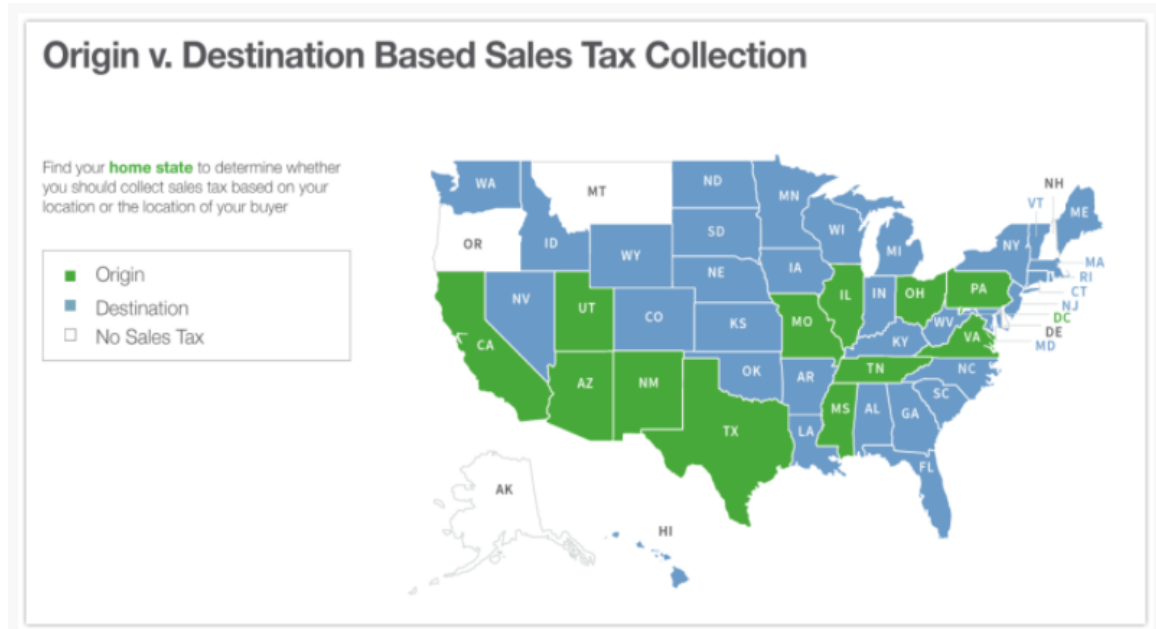 Origin v. Destination Based Sales Tax Collection
Find your home state to determine whether
you should collect sales tax based on your
location or the location of your buyer
Origin
Destination
No Sales Tax
WA
MT
ND
MN
OR
ID
WY
SD
WI
MI
NY
VT
NH
ME
MA
RI
CT
NJ
DC
DE
MD
NV
UT
CO
NE
IA
IL
IN
OH
PA
CA
KS
MO
KY
WV
VA
AZ
NM
OK
AR
TN
NC
SC
TX
LA
MS
AL
GA
FL
AK
HI